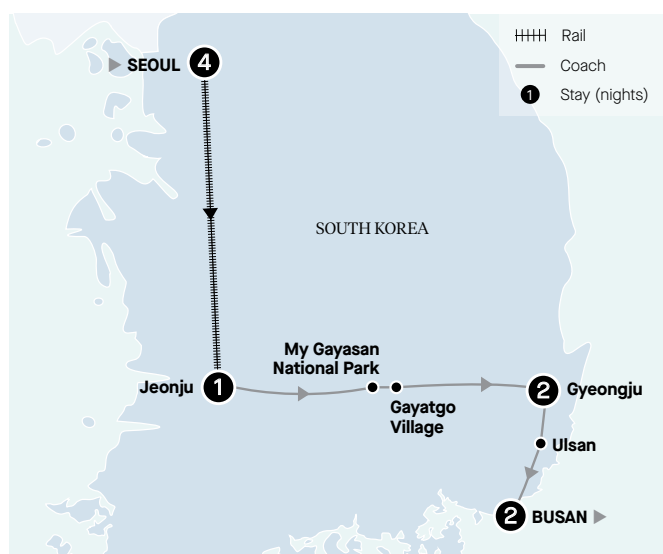 Rail
Coach
1 Stay (nights)
SEOUL 4
SOUTH KOREA
My Gayasan
National Park
Jeonju 1
Gayatgo
Village
2 Gyeongju
Ulsan
2 BUSAN